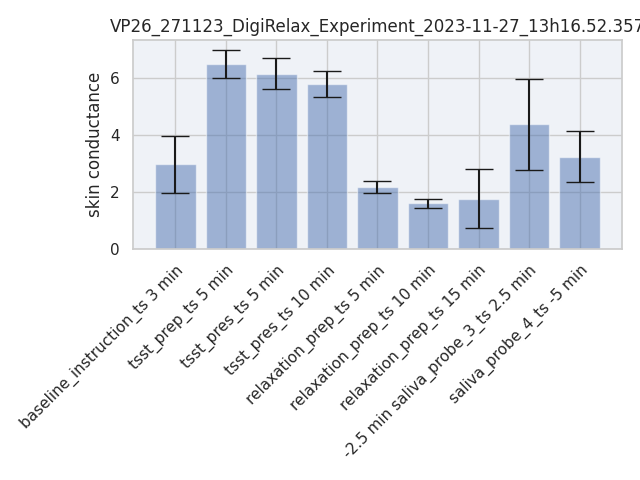 VP26_271123_DigiRelax_Experiment_2023-11-27_13h16.52.357
skin conductance
6
4
2
0
baseline_instruction_ts 3 min
tsst_prep_ts 5 min
tsst_pres_ts 5 min
tsst_pres_ts 10 min
relaxation_prep_ts 5 min
relaxation_prep_ts 10 min
relaxation_prep_ts 15 min
-2.5 min saliva_probe_3_ts 2.5 min
saliva_probe_4_ts -5 min